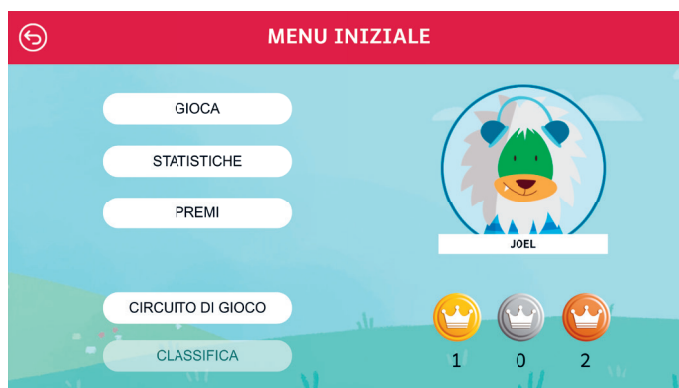 MENU INIZIALE
GIOCA
STATISTICHE
PREMI
JOEL
CIRCUITO DI GIOCO
CLASSIFICA
1 0 2